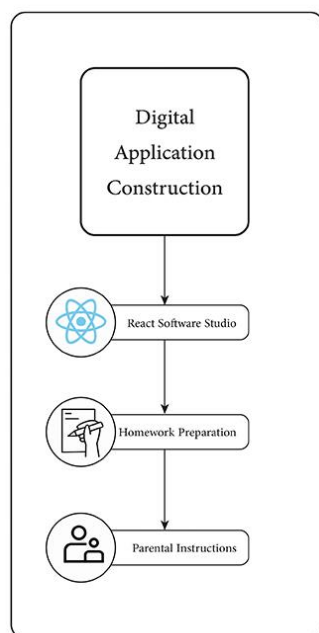 Digital
Application
Construction
React Software Studio
Homework Preparation
Parental Instructions